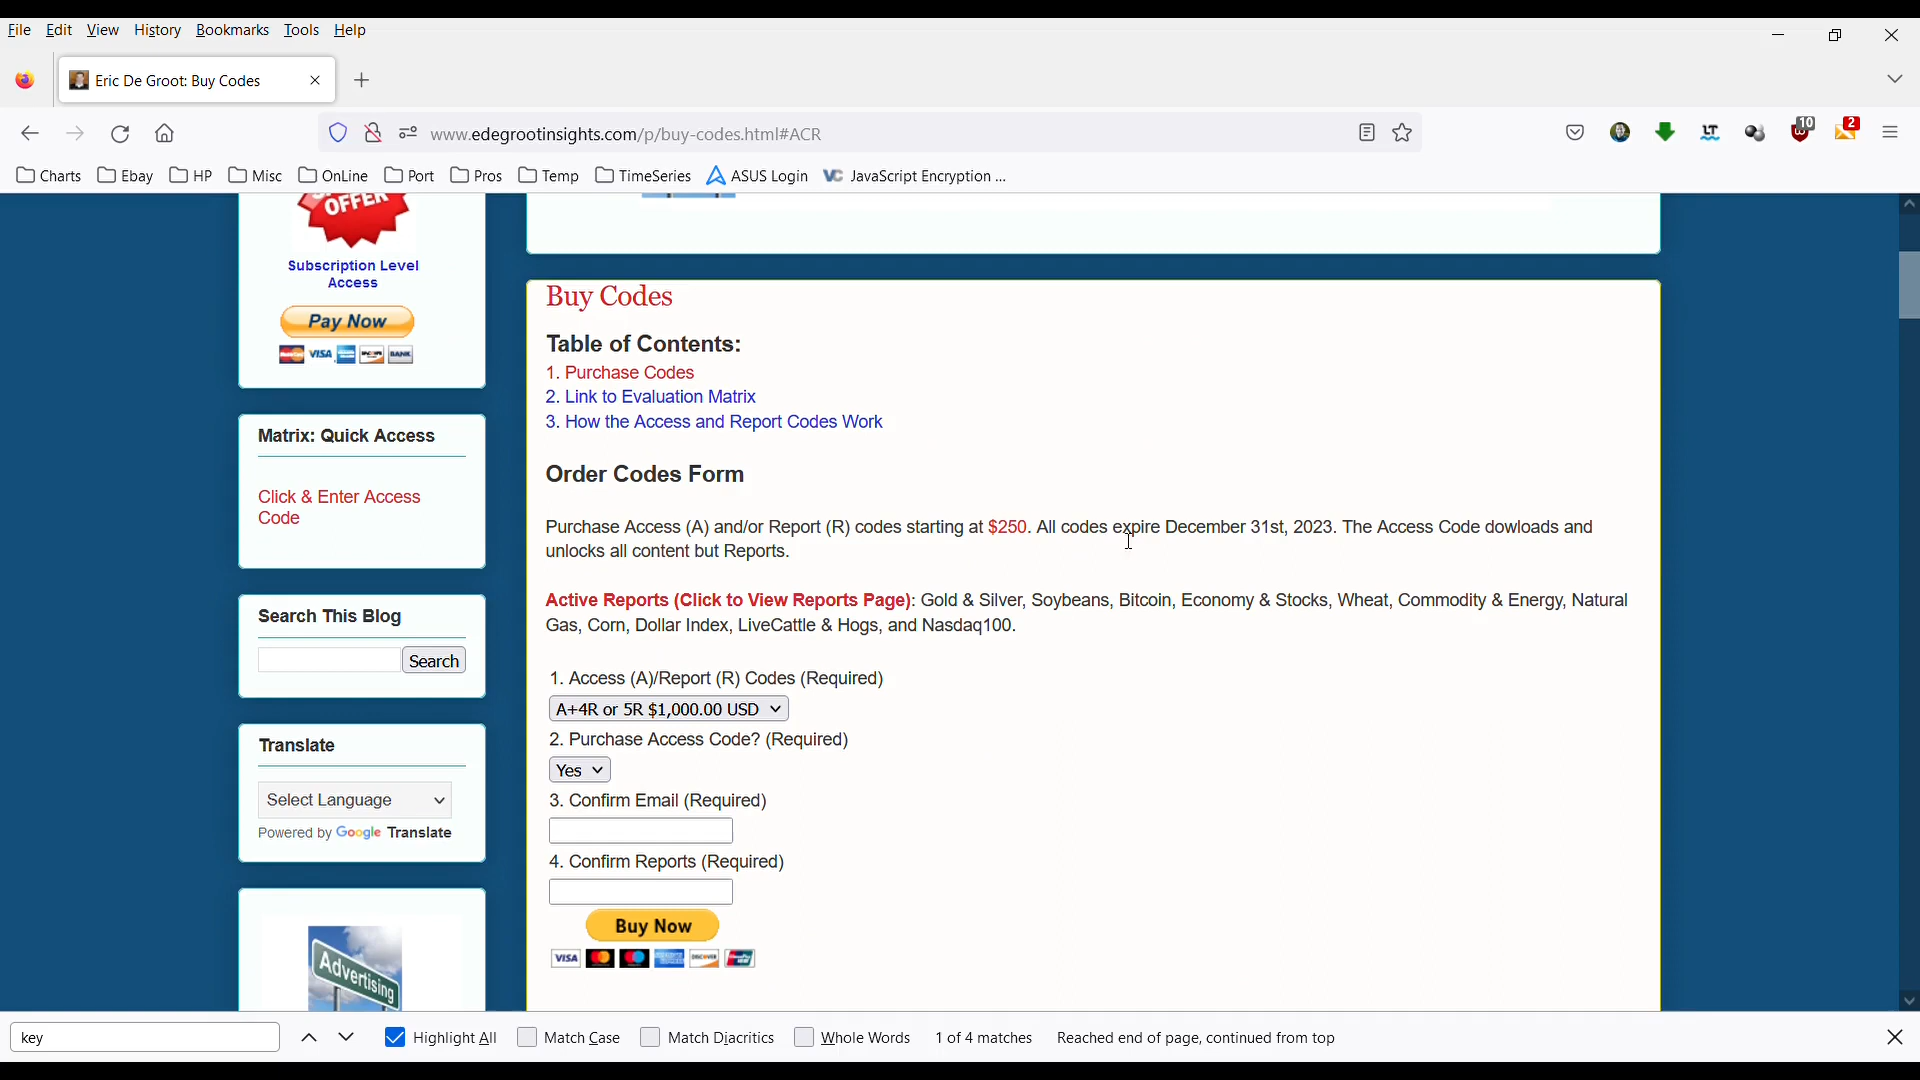 File Edit View History Bookmarks Tools Help
Eric De Groot: Buy Codes
www.edegrootinsights.com/p/buy-codes.html#ACR
10
2
Charts Ebay HP Misc OnLine Port Pros Temp TimeSeries ASUS Login VC JavaScript Encryption ...
OFFER
Subscription Level
Access
Pay Now
VISA BANK
Matrix: Quick Access
Click & Enter Access
Code
Search This Blog
Search
Translate
Select Language
Powered by Google Translate
Advertising
Buy Codes
Table of Contents:
1. Purchase Codes
2. Link to Evaluation Matrix
3. How the Access and Report Codes Work
Order Codes Form
Purchase Access (A) and/or Report (R) codes starting at $250. All codes expire December 31st, 2023. The Access Code dowloads and
unlocks all content but Reports.
Active Reports (Click to View Reports Page): Gold & Silver, Soybeans, Bitcoin, Economy & Stocks, Wheat, Commodity & Energy, Natural
Gas, Corn, Dollar Index, LiveCattle & Hogs, and Nasdaq100.
1. Access (A)/Report (R) Codes (Required)
A+4R or 5R $1,000.00 USD
2. Purchase Access Code? (Required)
Yes
3. Confirm Email (Required)
4. Confirm Reports (Required)
Buy Now
VISA DISCOVER
key Highlight All Match Case Match Diacritics Whole Words 1 of 4 matches Reached end of page, continued from top